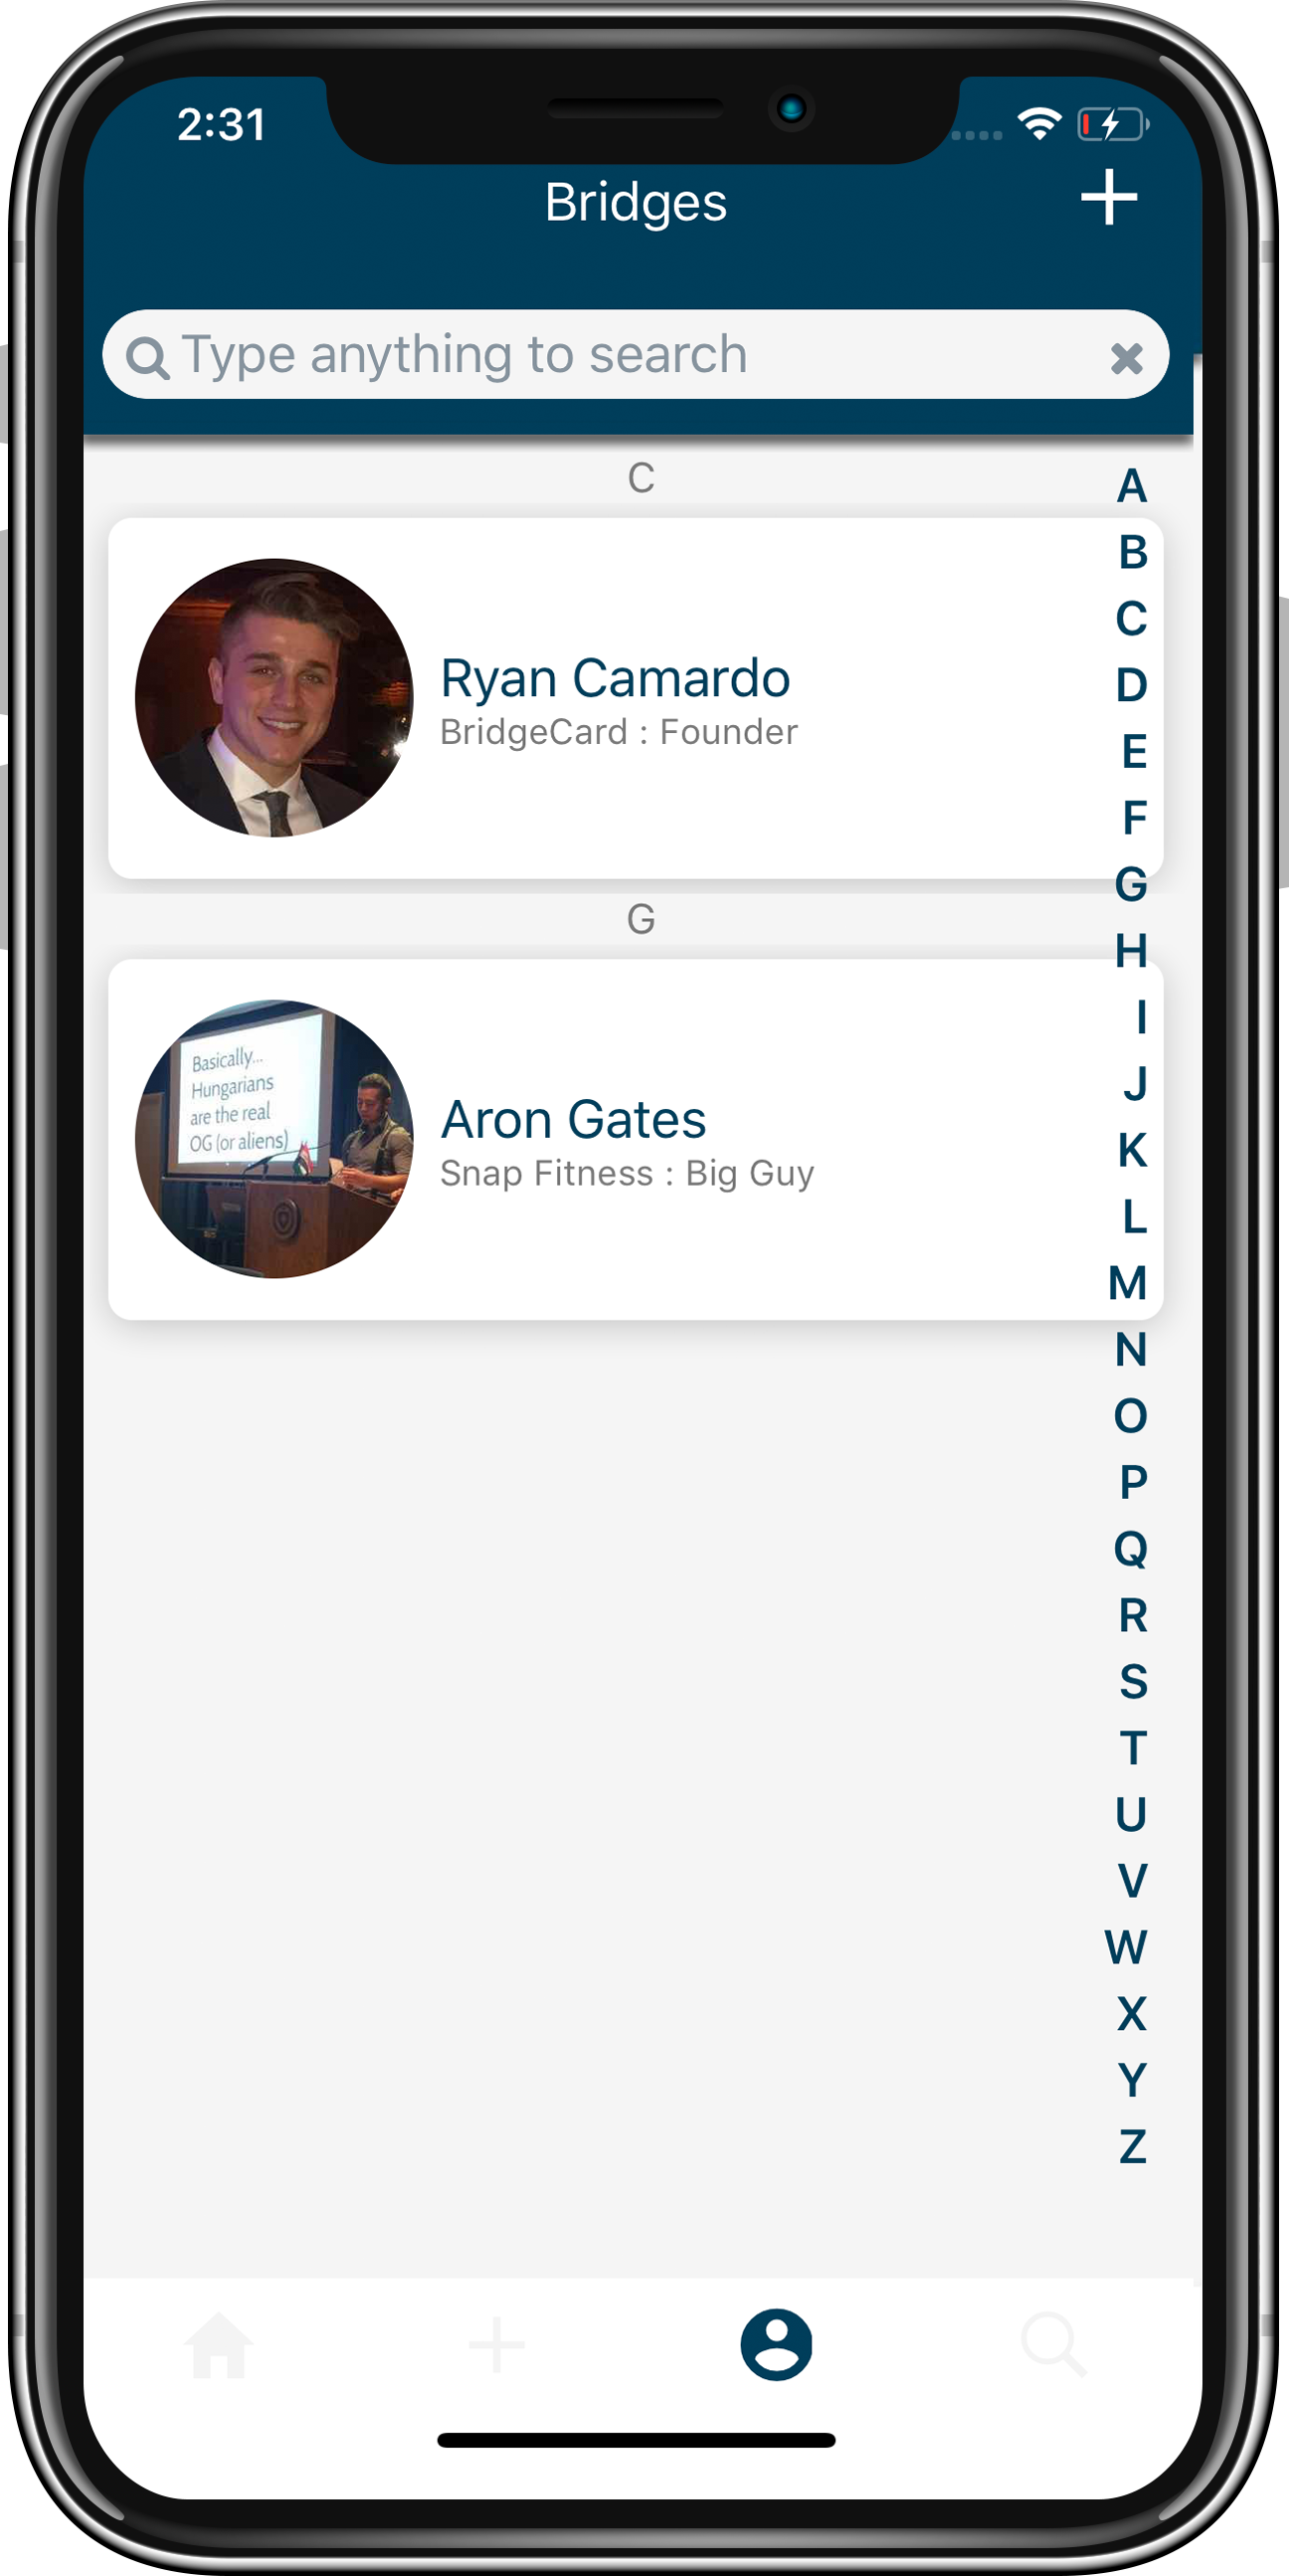 2:31
Bridges
Type anything to search
C
Ryan Camardo
BridgeCard : Founder
G
Basically...
Hungarians
are the real
OG (or aliens)
Aron Gates
Snap Fitness : Big Guy
A
B
C
D
E
F
G
H
I
J
K
L
M
N
O
P
Q
R
S
T
U
V
W
X
Y
Z